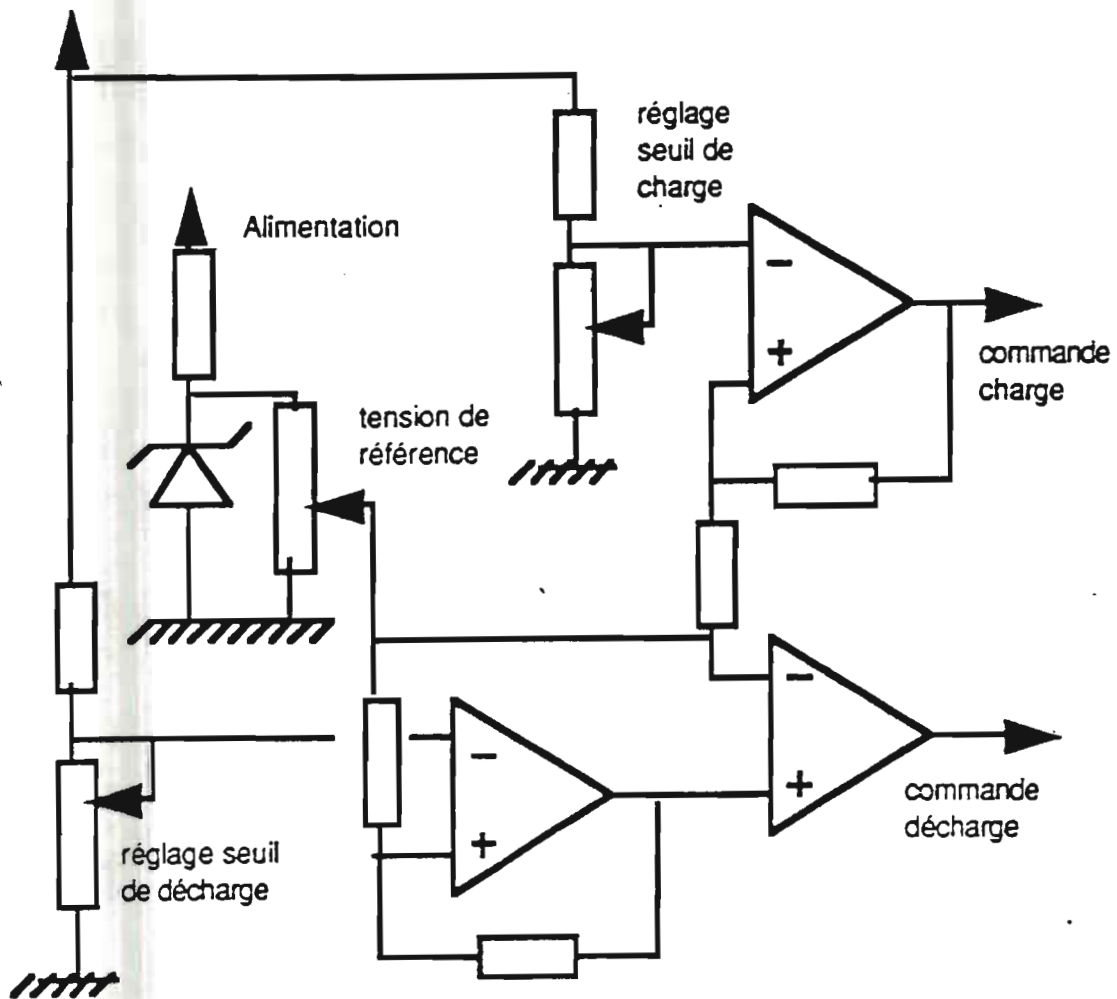 réglage
seuil de
charge
Alimentation
−
+
commande
charge
tension de
référence
−
+
commande
décharge
−
+
réglage seuil
de décharge